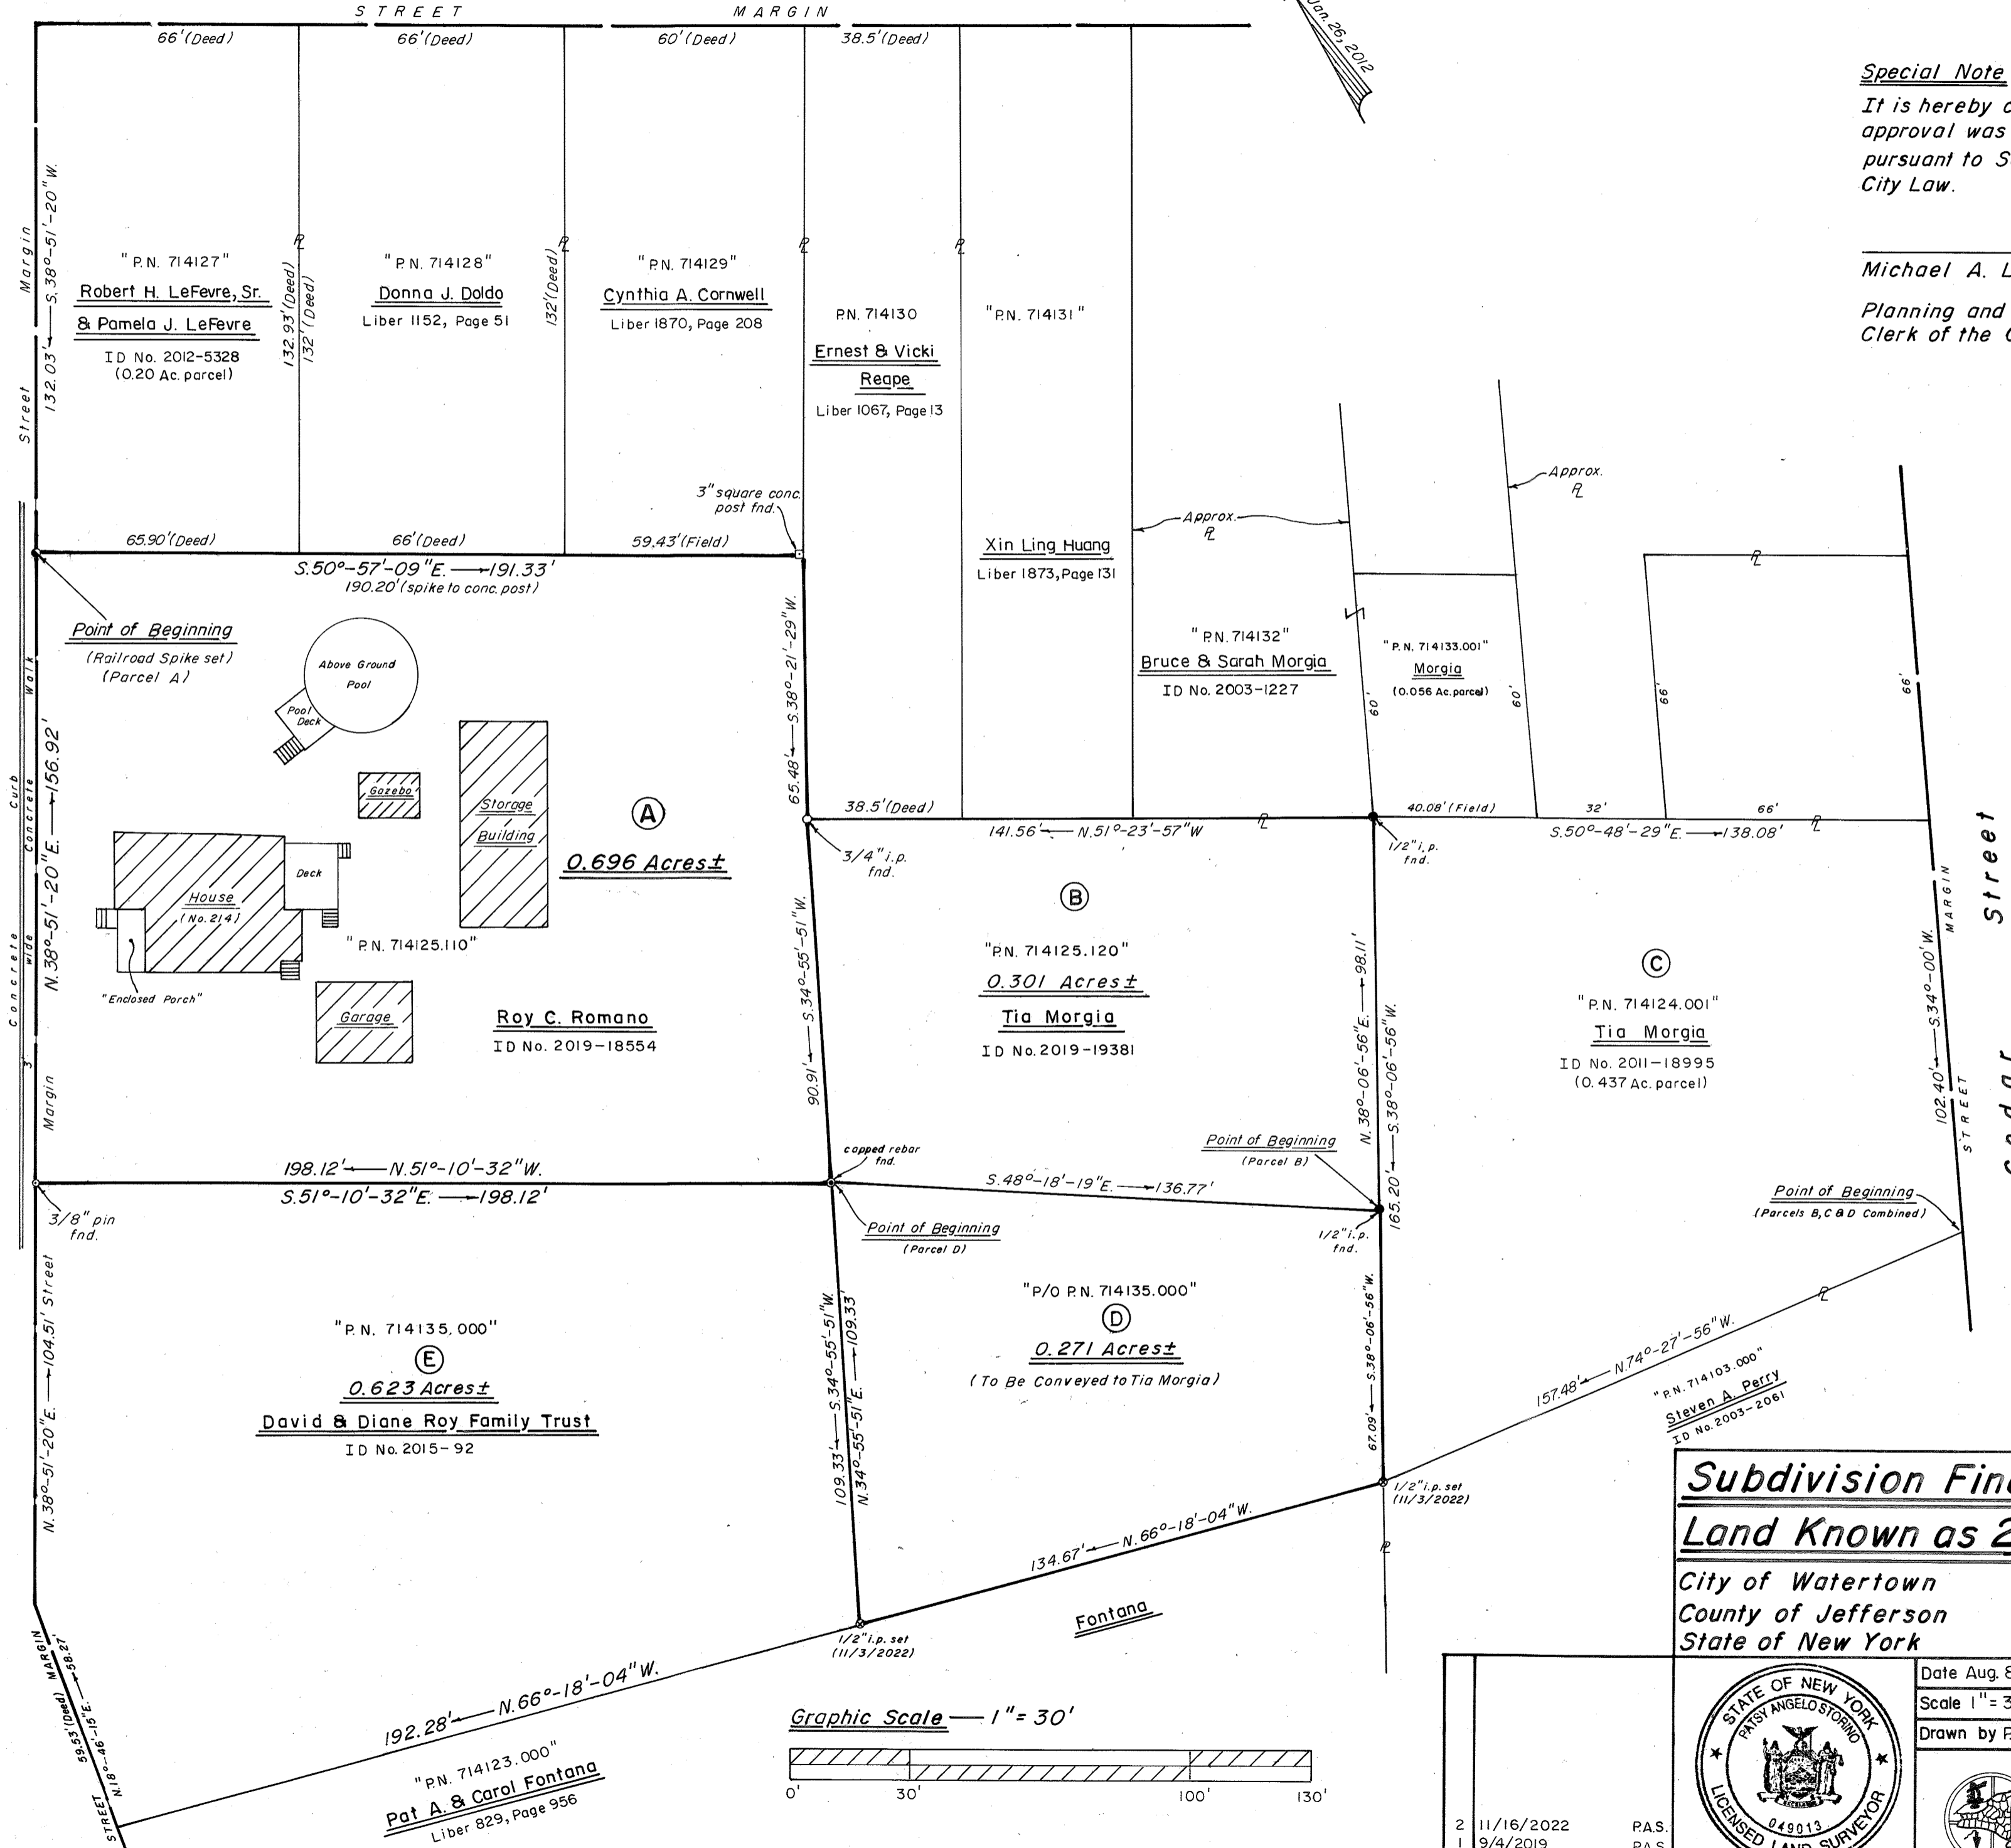 STREET MARGIN
66'(Deed) 66'(Deed) 60'(Deed) 38.5'(Deed)
Jan. 26, 2012
Special Note
It is hereby
approval was
pursuant to
City Law.
Michael A.
Planning and
Clerk of the
Street Margin
132.03' S.38°-51'-20"W.
"P.N. 714127"
Robert H. LeFevre, Sr.
& Pamela J. LeFevre
ID No. 2012-5328
(0.20 Ac. parcel)
132.93'(Deed)
132'(Deed)
"P.N. 714128"
Donna J. Doldo
Liber 1152, Page 51
132'(Deed)
"P.N. 714129"
Cynthia A. Cornwell
Liber 1870, Page 208
P.N. 714130
Ernest & Vicki
Reape
Liber 1067, Page 13
"P.N. 714131"
Xin Ling Huang
Liber 1873, Page 131
Approx.
PL
Approx.
PL
3" square conc.
post fnd.
65.90'(Deed) 66'(Deed) 59.43'(Field)
S.50°-57'-09"E. 191.33'
190.20'(spike to conc. post)
Point of Beginning
(Railroad Spike set)
(Parcel A)
Above Ground
Pool
Pool
Deck
Gazebo
Storage
Building
House
(No. 214)
Deck
"Enclosed Porch"
Garage
A
0.696 Acres±
"P.N. 714125.110"
Roy C. Romano
ID No. 2019-18554
Concrete Curb
3' wide Concrete Walk
Margin
N.38°-51'-20"E. 156.92'
65.48' S.38°-21'-29"W.
90.91' S.34°-55'-51"W.
"P.N. 714132"
Bruce & Sarah Morgia
ID No. 2003-1227
"P.N. 714133.001"
Morgia
(0.056 Ac. parcel)
60'
60'
66'
66'
38.5'(Deed)
141.56' N.51°-23'-57"W
40.08'(Field) 32' 66'
S.50°-48'-29"E. 138.08'
3/4" i.p.
fnd.
1/2" i.p.
fnd.
B
"P.N. 714125.120"
0.301 Acres±
Tia Morgia
ID No. 2019-19381
N.38°-06'-56"E. 98.11'
165.20' S.38°-06'-56"W.
C
"P.N. 714124.001"
Tia Morgia
ID No. 2011-18995
(0.437 Ac. parcel)
102.40' S.34°-00'W.
MARGIN
STREET
Street
198.12' N.51°-10'-32"W.
S.51°-10'-32"E. 198.12'
3/8" pin
fnd.
capped rebar
fnd.
S.48°-18'-19"E. 136.77'
Point of Beginning
(Parcel B)
1/2" i.p.
fnd.
Point of Beginning
(Parcel D)
Point of Beginning
(Parcels B, C & D Combined)
"P.N. 714135.000"
E
0.623 Acres±
David & Diane Roy Family Trust
ID No. 2015-92
N.38°-51'-20"E. 104.51' Street
109.33' S.34°-55'-51"W.
N.34°-55'-51"E. 109.33'
"P/O P.N. 714135.000"
D
0.271 Acres±
(To Be Conveyed to Tia Morgia)
67.09' S.38°-06'-56"W.
157.48' N.74°-27'-56"W.
"P.N. 714103.000"
Steven A. Perry
ID No. 2003-2061
1/2" i.p. set
(11/3/2022)
134.67' N.66°-18'-04"W.
Fontana
1/2" i.p. set
(11/3/2022)
192.28' N.66°-18'-04"W.
"P.N. 714123.000"
Pat A. & Carol Fontana
Liber 829, Page 956
STREET MARGIN
59.53'(Deed)
N.18°-46'-15"E. 58.27'
Graphic Scale — 1"=30'
0' 30' 100' 130'
Subdivision
Land Known as
City of Watertown
County of Jefferson
State of New York
Date Aug. 8
Scale 1"=3
Drawn by P.
STATE OF NEW YORK
PATSY ANGELO STORINO
049013
LICENSED LAND SURVEYOR
2 11/16/2022 P.A.S.
1 9/4/2019 P.A.S.